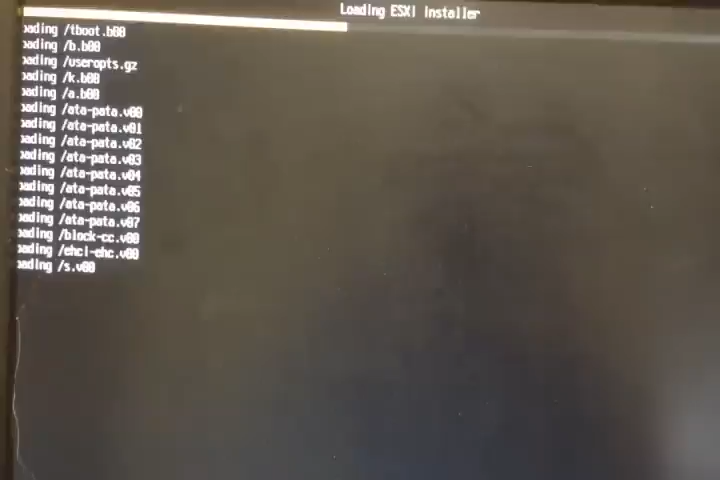 Loading ESXi Installer
oading /tboot.b00
oading /b.b00
oading /useropts.gz
oading /k.b00
oading /a.b00
oading /ata-pata.v00
oading /ata-pata.v01
oading /ata-pata.v02
oading /ata-pata.v03
oading /ata-pata.v04
oading /ata-pata.v05
oading /ata-pata.v06
oading /ata-pata.v07
oading /block-cc.v00
oading /ehci-ehc.v00
oading /s.v00